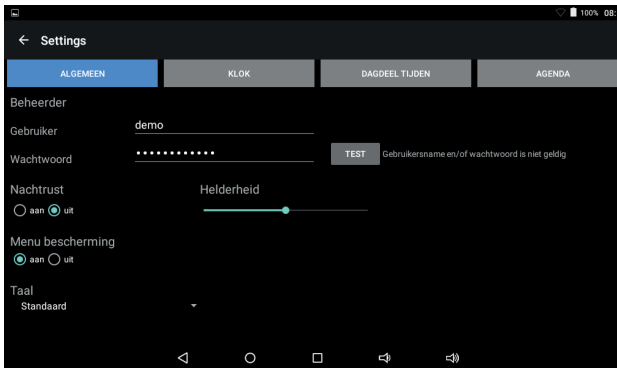 100% 08:
Settings
ALGEMEEN KLOK DAGDEEL TIJDEN AGENDA
Beheerder
Gebruiker demo
Wachtwoord •••••••••••• TEST Gebruikersname en/of wachtwoord is niet geldig
Nachtrust Helderheid
aan uit
Menu bescherming
aan uit
Taal
Standaard